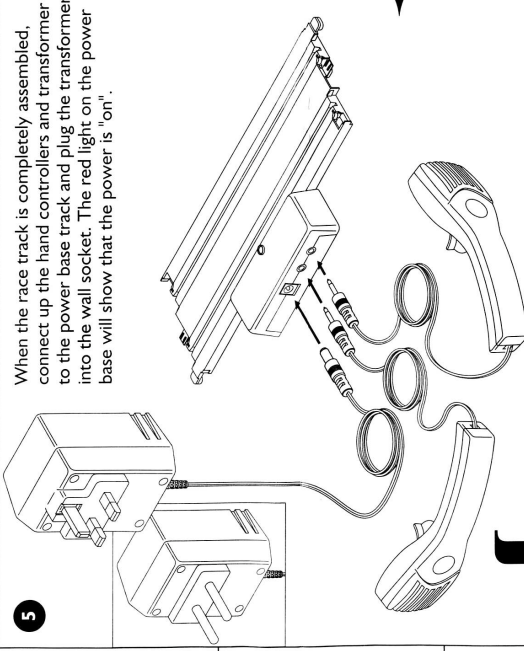 5
When the race track is completely assembled,
connect up the hand controllers and transformer
to the power base track and plug the transformer
into the wall socket. The red light on the power
base will show that the power is "on".